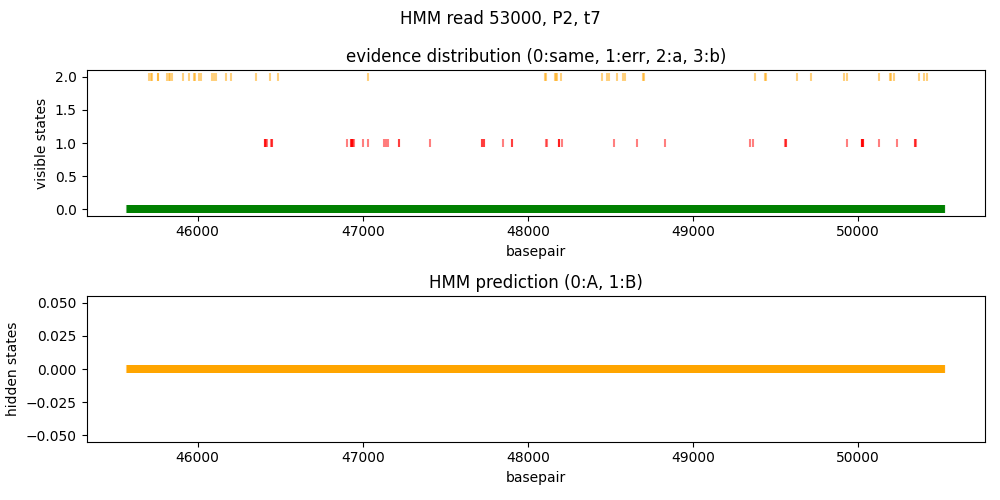 HMM read 53000, P2, t7
evidence distribution (0:same, 1:err, 2:a, 3:b)
2.0
1.5
1.0
0.5
0.0
visible states
46000 47000 48000 49000 50000
basepair
HMM prediction (0:A, 1:B)
0.050
0.025
0.000
−0.025
−0.050
hidden states
46000 47000 48000 49000 50000
basepair